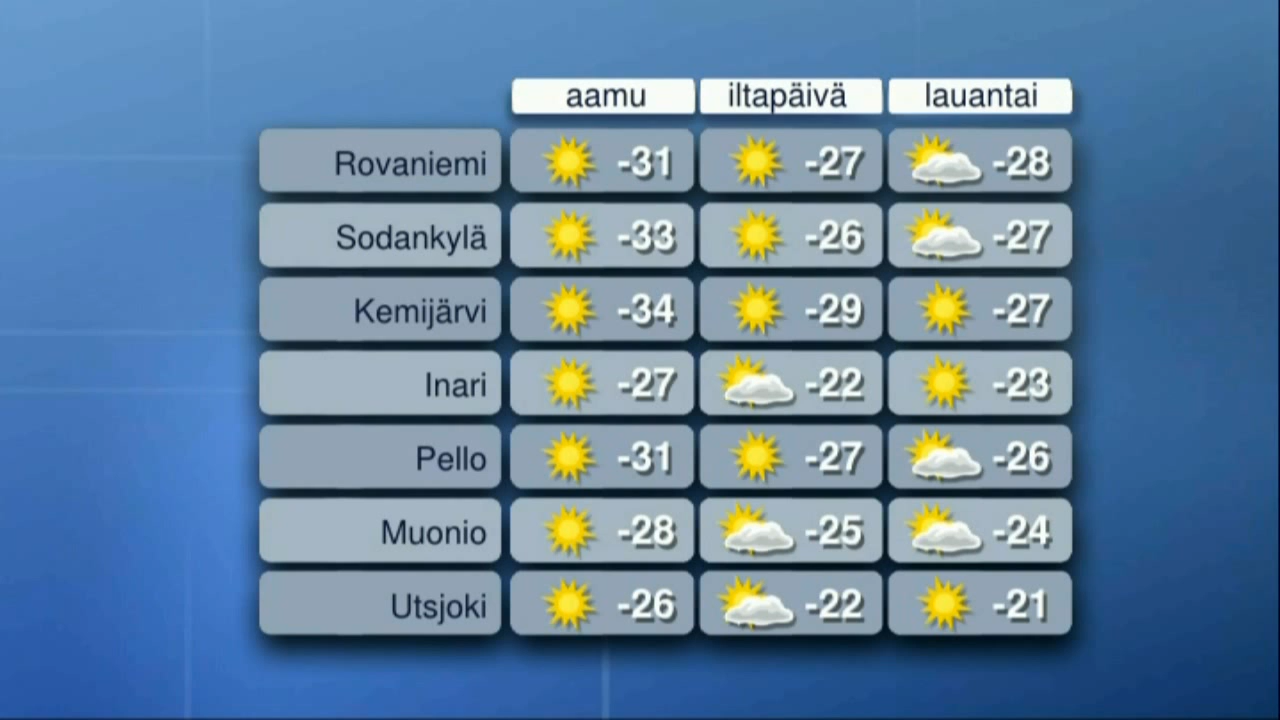 aamu iltapäivä lauantai
Rovaniemi -31 -27 -28
Sodankylä -33 -26 -27
Kemijärvi -34 -29 -27
Inari -27 -22 -23
Pello -31 -27 -26
Muonio -28 -25 -24
Utsjoki -26 -22 -21